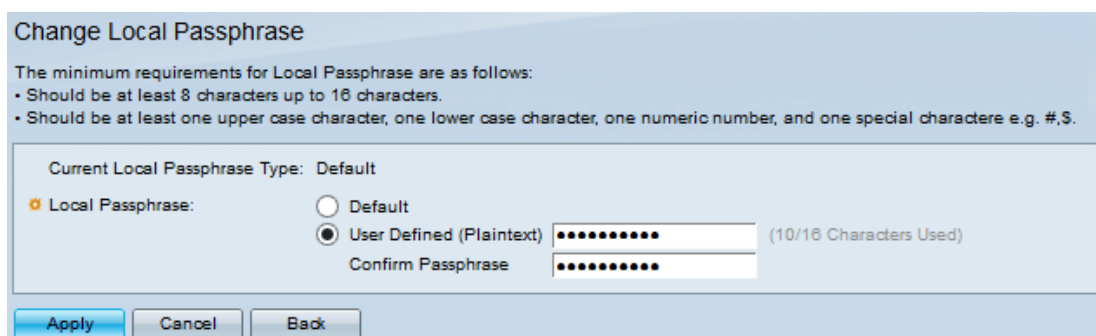 Change Local Passphrase
The minimum requirements for Local Passphrase are as follows:
• Should be at least 8 characters up to 16 characters.
• Should be at least one upper case character, one lower case character, one numeric number, and one special charactere e.g. #,$.
Current Local Passphrase Type: Default
Local Passphrase: Default
User Defined (Plaintext) •••••••••• (10/16 Characters Used)
Confirm Passphrase ••••••••••
Apply Cancel Back